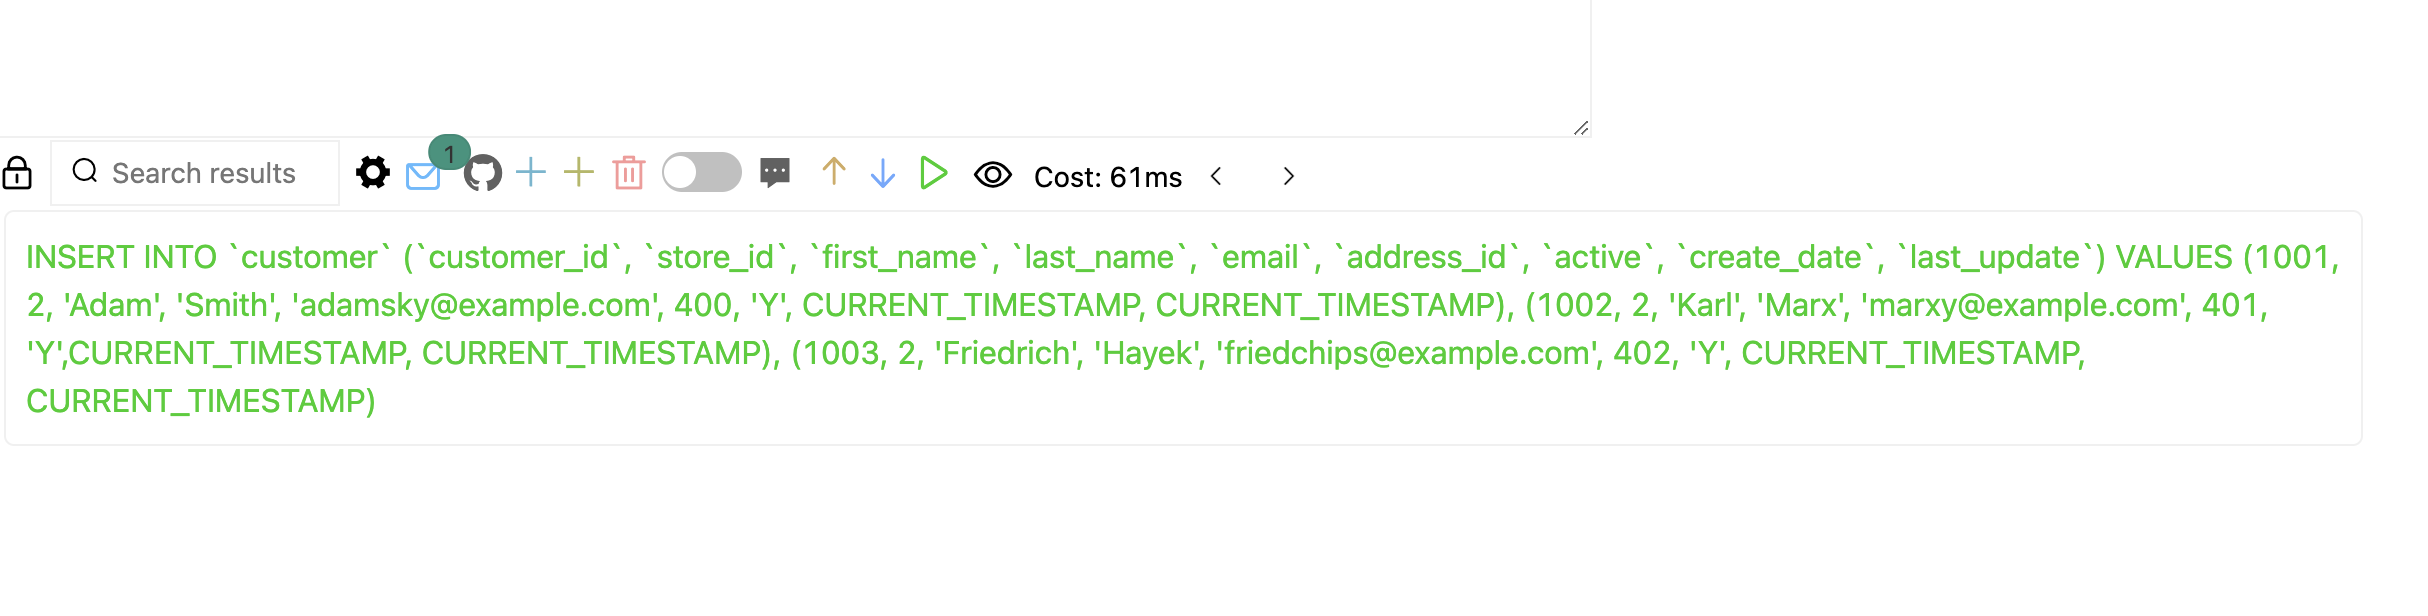 Search results
1
Cost: 61ms
INSERT INTO `customer` (`customer_id`, `store_id`, `first_name`, `last_name`, `email`, `address_id`, `active`, `create_date`, `last_update`) VALUES (1001,
2, 'Adam', 'Smith', 'adamsky@example.com', 400, 'Y', CURRENT_TIMESTAMP, CURRENT_TIMESTAMP), (1002, 2, 'Karl', 'Marx', 'marxy@example.com', 401,
'Y',CURRENT_TIMESTAMP, CURRENT_TIMESTAMP), (1003, 2, 'Friedrich', 'Hayek', 'friedchips@example.com', 402, 'Y', CURRENT_TIMESTAMP,
CURRENT_TIMESTAMP)